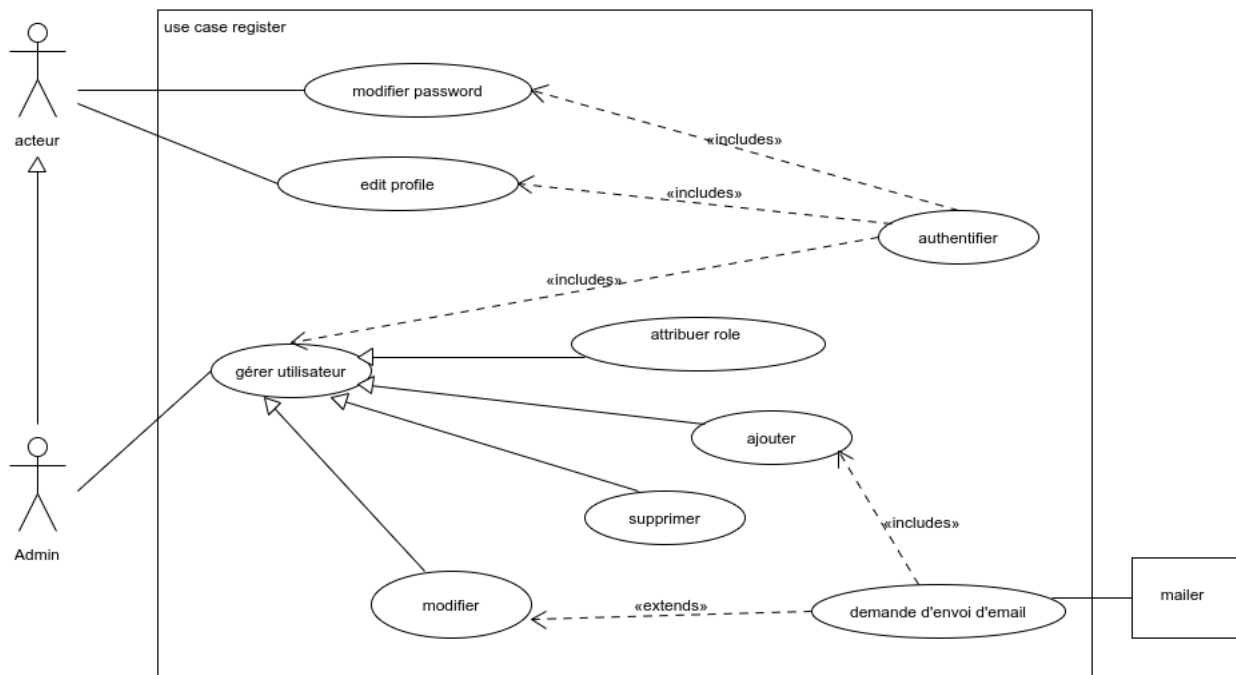 use case register
modifier password
acteur
«includes»
edit profile
«includes»
authentifier
«includes»
attribuer role
gérer utilisateur
ajouter
supprimer
«includes»
Admin
modifier
«extends»
demande d'envoi d'email
mailer